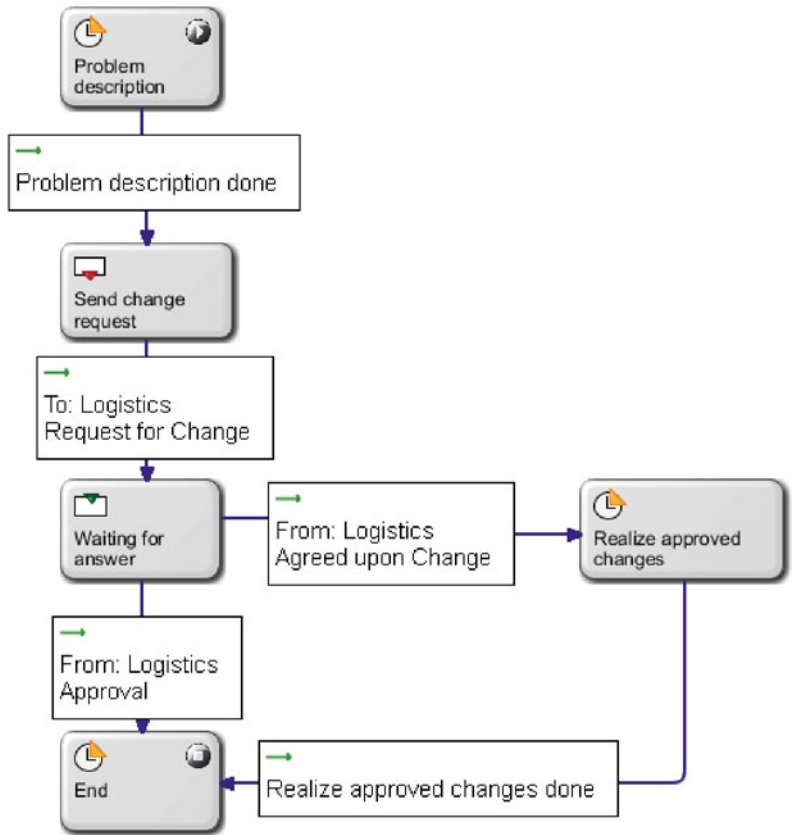 Problem
description
Problem description done
Send change
request
To: Logistics
Request for Change
Waiting for
answer
From: Logistics
Agreed upon Change
Realize approved
changes
From: Logistics
Approval
End
Realize approved changes done